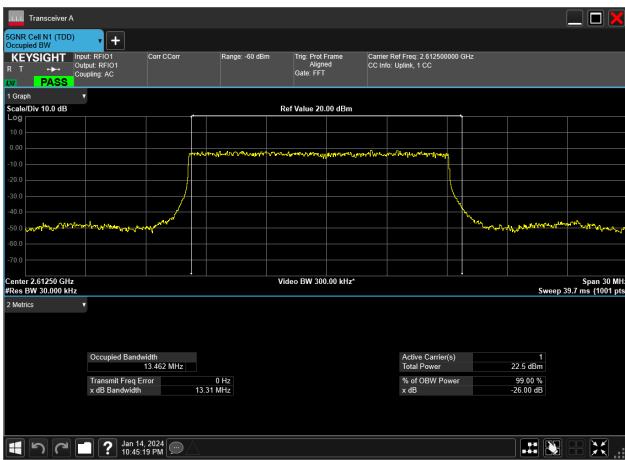 Transceiver A
5GNR Cell N1 (TDD)
Occupied BW
KEYSIGHT
R T
LV PASS
Input: RFIO1
Output: RFIO1
Coupling: AC
Corr CCorr
Range: -60 dBm
Trig: Prot Frame
Aligned
Gate: FFT
Carrier Ref Freq: 2.612500000 GHz
CC Info: Uplink, 1 CC
1 Graph
Scale/Div 10.0 dB
Ref Value 20.00 dBm
Log
10.0
0.00
-10.0
-20.0
-30.0
-40.0
-50.0
-60.0
-70.0
Center 2.61250 GHz
Video BW 300.00 kHz*
Span 30 MHz
#Res BW 30.000 kHz
Sweep 39.7 ms (1001 pts
2 Metrics
Occupied Bandwidth
13.462 MHz
Transmit Freq Error 0 Hz
x dB Bandwidth 13.31 MHz
Active Carrier(s) 1
Total Power 22.5 dBm
% of OBW Power 99.00 %
x dB -26.00 dB
Jan 14, 2024
10:45:19 PM